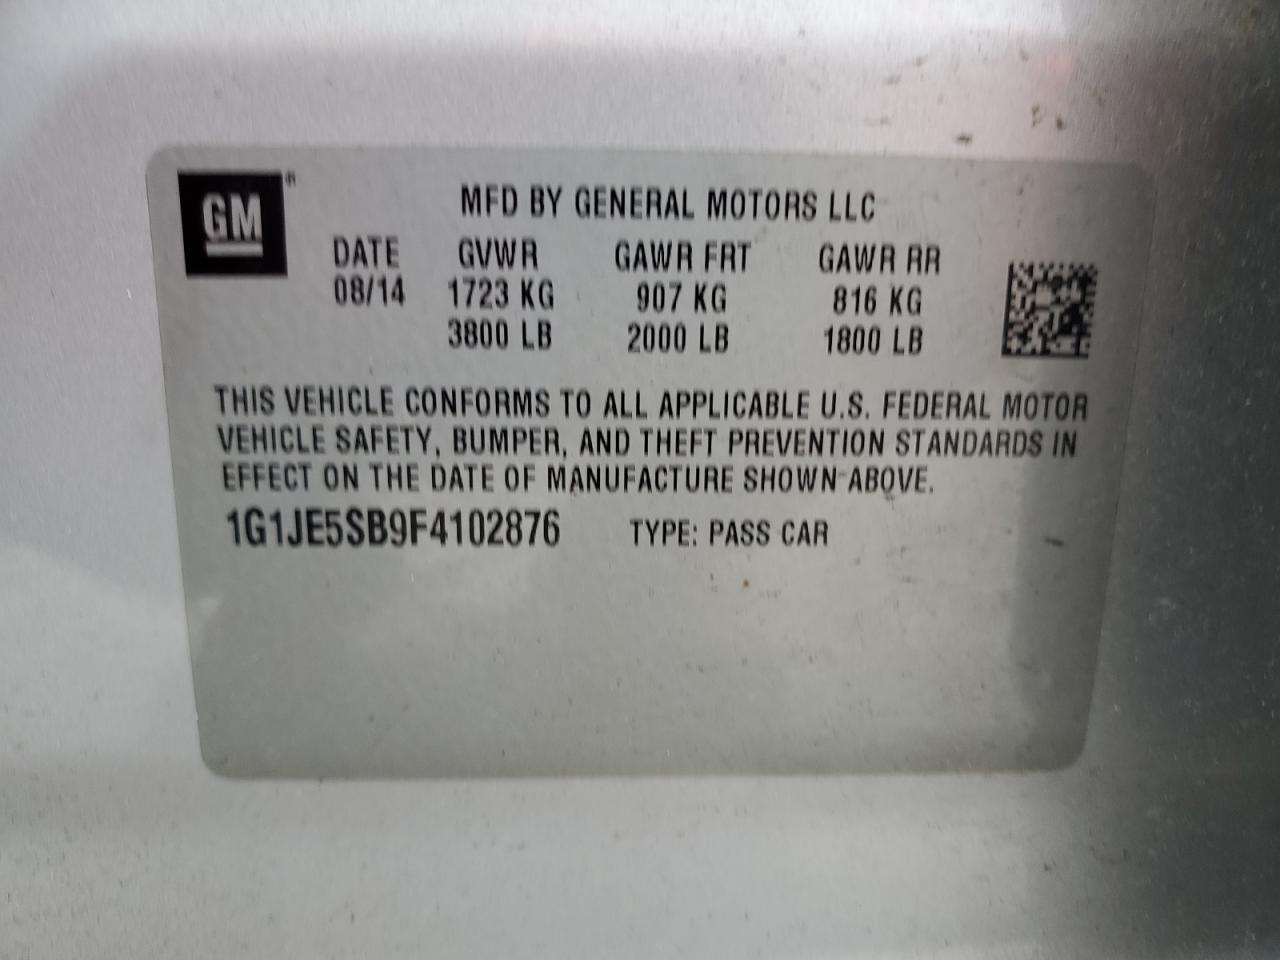 GM
MFD BY GENERAL MOTORS LLC
DATE GVWR GAWR FRT GAWR RR
08/14 1723 KG 907 KG 816 KG
3800 LB 2000 LB 1800 LB
THIS VEHICLE CONFORMS TO ALL APPLICABLE U.S. FEDERAL MOTOR
VEHICLE SAFETY, BUMPER, AND THEFT PREVENTION STANDARDS IN
EFFECT ON THE DATE OF MANUFACTURE SHOWN ABOVE.
1G1JE5SB9F4102876 TYPE: PASS CAR